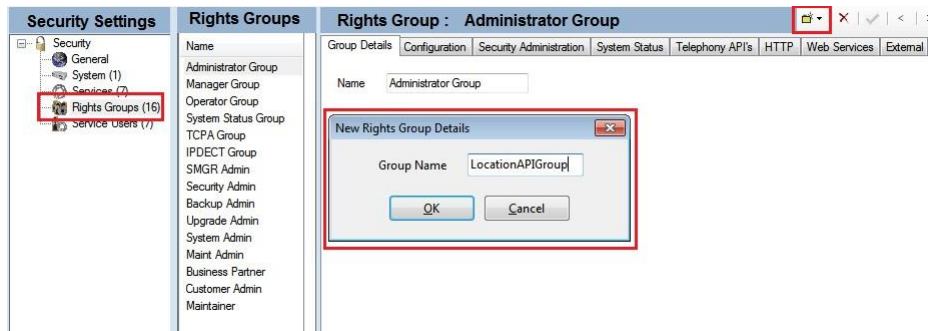 Security Settings
Security
General
System (1)
Services (7)
Rights Groups (16)
Service Users (7)
Rights Groups
Name
Administrator Group
Manager Group
Operator Group
System Status Group
TCPA Group
IPDECT Group
SMGR Admin
Security Admin
Backup Admin
Upgrade Admin
System Admin
Maint Admin
Business Partner
Customer Admin
Maintainer
Rights Group : Administrator Group
Group Details Configuration Security Administration System Status Telephony API's HTTP Web Services External
Name Administrator Group
New Rights Group Details
Group Name LocationAPIGroup
OK Cancel